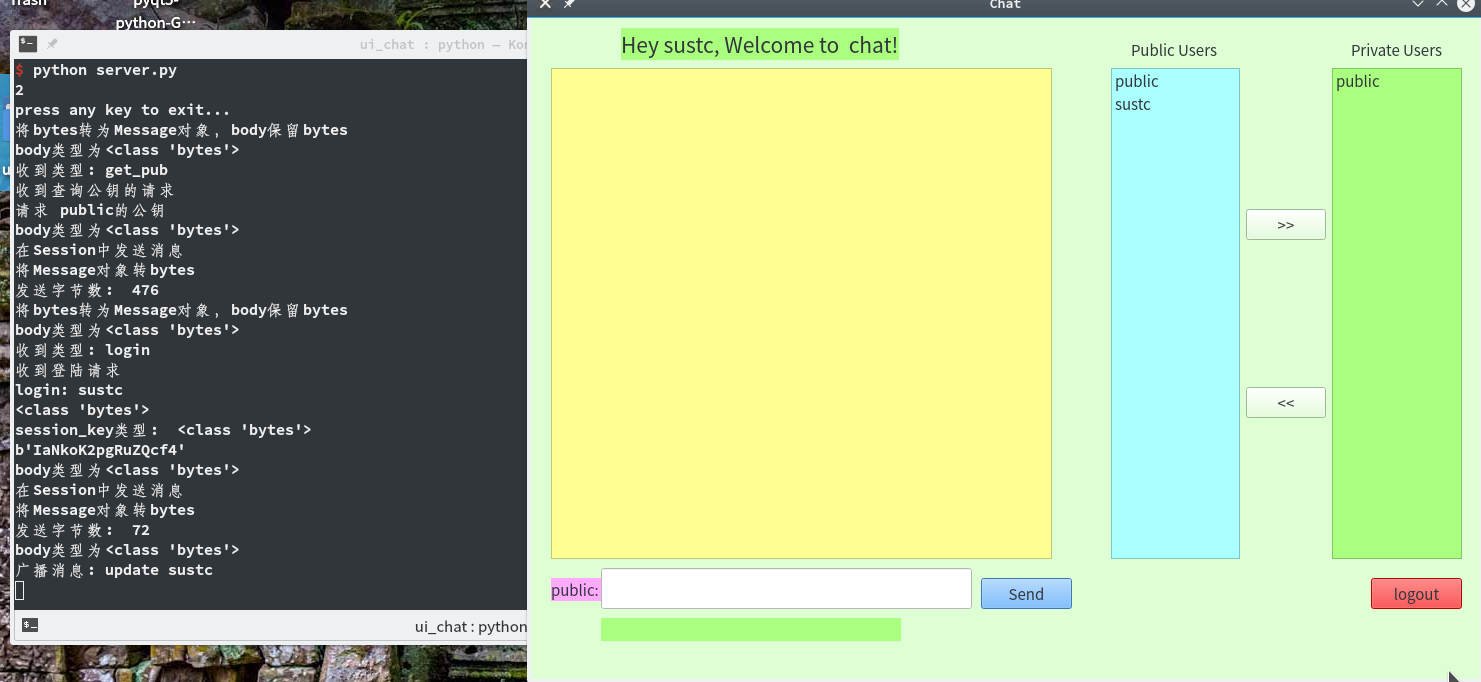 Trash
pyqt5-
python-G…
ui_chat : python — Kon
$ python server.py
2
press any key to exit...
将bytes转为Message对象, body保留bytes
body类型为<class 'bytes'>
收到类型: get_pub
收到查询公钥的请求
请求 public的公钥
body类型为<class 'bytes'>
在Session中发送消息
将Message对象转bytes
发送字节数: 476
将bytes转为Message对象, body保留bytes
body类型为<class 'bytes'>
收到类型: login
收到登陆请求
login: sustc
<class 'bytes'>
session_key类型: <class 'bytes'>
b'IaNkoK2pgRuZQcf4'
body类型为<class 'bytes'>
在Session中发送消息
将Message对象转bytes
发送字节数: 72
body类型为<class 'bytes'>
广播消息: update sustc
ui_chat : python
Chat
Hey sustc, Welcome to  chat!
Public Users
Private Users
public
sustc
public
>>
<<
public:
Send
logout